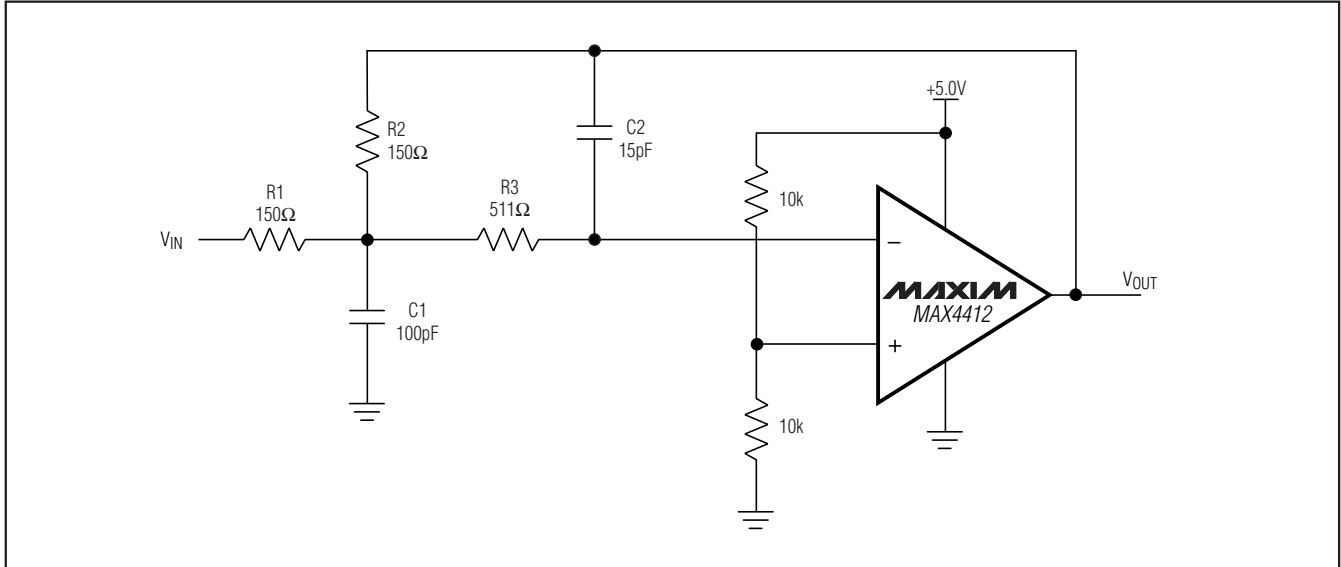 +5.0V
R2
150Ω
C2
15pF
10k
R1
150Ω
R3
511Ω
VIN
C1
100pF
−
MAXIM
MAX4412
+
VOUT
10k